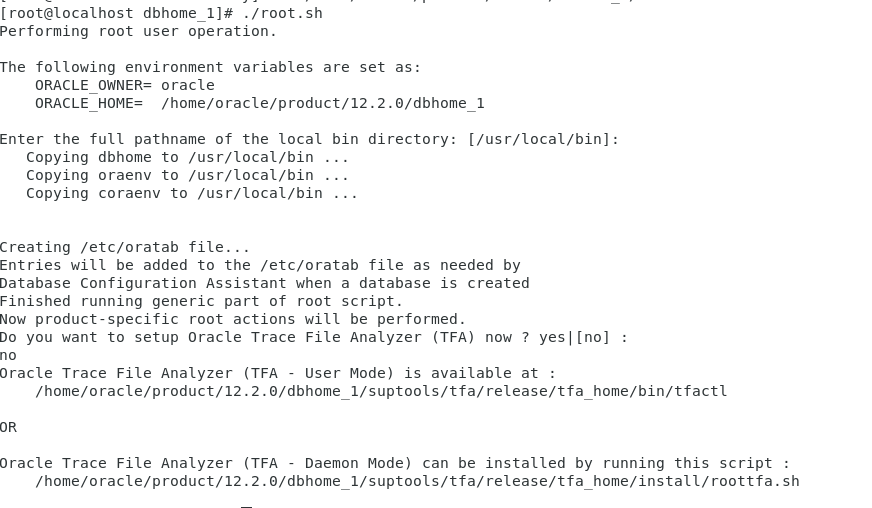 [root@localhost dbhome_1]# ./root.sh
Performing root user operation.
The following environment variables are set as:
ORACLE_OWNER= oracle
ORACLE_HOME=  /home/oracle/product/12.2.0/dbhome_1
Enter the full pathname of the local bin directory: [/usr/local/bin]:
Copying dbhome to /usr/local/bin ...
Copying oraenv to /usr/local/bin ...
Copying coraenv to /usr/local/bin ...
Creating /etc/oratab file...
Entries will be added to the /etc/oratab file as needed by
Database Configuration Assistant when a database is created
Finished running generic part of root script.
Now product-specific root actions will be performed.
Do you want to setup Oracle Trace File Analyzer (TFA) now ? yes|[no] :
no
Oracle Trace File Analyzer (TFA - User Mode) is available at :
/home/oracle/product/12.2.0/dbhome_1/suptools/tfa/release/tfa_home/bin/tfactl
OR
Oracle Trace File Analyzer (TFA - Daemon Mode) can be installed by running this script :
/home/oracle/product/12.2.0/dbhome_1/suptools/tfa/release/tfa_home/install/roottfa.sh